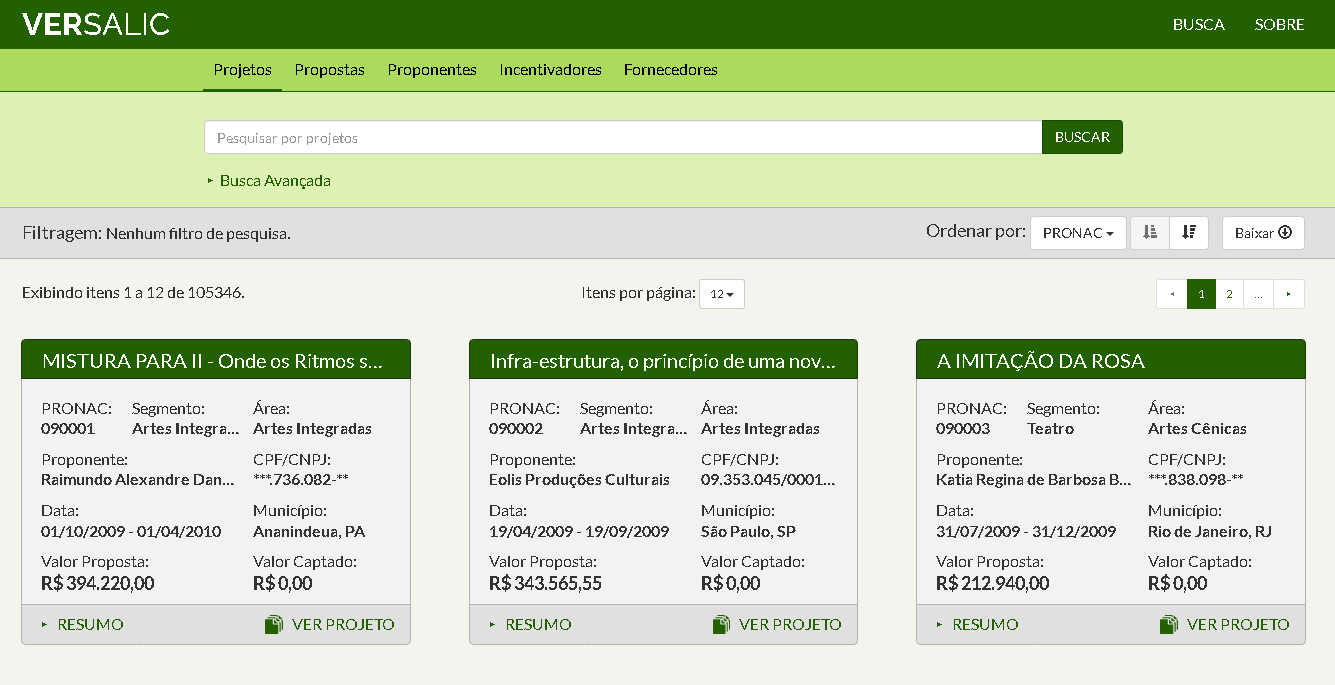 VERSALIC
BUSCA SOBRE
Projetos Propostas Proponentes Incentivadores Fornecedores
Pesquisar por projetos BUSCAR
Busca Avançada
Filtragem: Nenhum filtro de pesquisa. Ordenar por: PRONAC Baixar
Exibindo itens 1 a 12 de 105346. Itens por página: 12 1 2 ...
MISTURA PARA II - Onde os Ritmos s...
PRONAC: Segmento: Área:
090001 Artes Integra... Artes Integradas
Proponente: CPF/CNPJ:
Raimundo Alexandre Dan... ***.736.082-**
Data: Município:
01/10/2009 - 01/04/2010 Ananindeua, PA
Valor Proposta: Valor Captado:
R$ 394.220,00 R$ 0,00
RESUMO VER PROJETO
Infra-estrutura, o princípio de uma nov...
PRONAC: Segmento: Área:
090002 Artes Integra... Artes Integradas
Proponente: CPF/CNPJ:
Eolis Produções Culturais 09.353.045/0001...
Data: Município:
19/04/2009 - 19/09/2009 São Paulo, SP
Valor Proposta: Valor Captado:
R$ 343.565,55 R$ 0,00
RESUMO VER PROJETO
A IMITAÇÃO DA ROSA
PRONAC: Segmento: Área:
090003 Teatro Artes Cênicas
Proponente: CPF/CNPJ:
Katia Regina de Barbosa B... ***.838.098-**
Data: Município:
31/07/2009 - 31/12/2009 Rio de Janeiro, RJ
Valor Proposta: Valor Captado:
R$ 212.940,00 R$ 0,00
RESUMO VER PROJETO